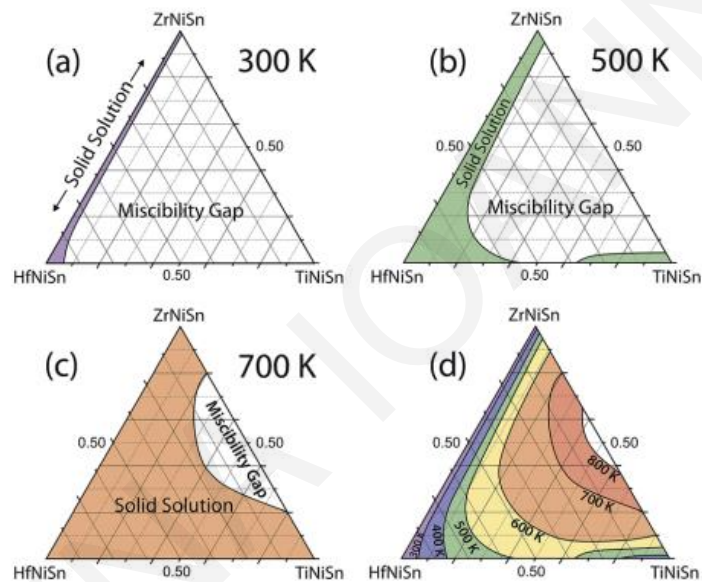 ZrNiSn
(a)
300 K
← Solid Solution →
Miscibility Gap
HfNiSn
0.50
TiNiSn
0.50
ZrNiSn
(b)
500 K
0.50
Solid Solution
0.50
Miscibility Gap
HfNiSn
0.50
TiNiSn
ZrNiSn
(c)
700 K
0.50
Miscibility Gap
0.50
Solid Solution
HfNiSn
0.50
TiNiSn
ZrNiSn
(d)
0.50
0.50
800 K
700 K
600 K
500 K
400 K
300 K
HfNiSn
0.50
TiNiSn